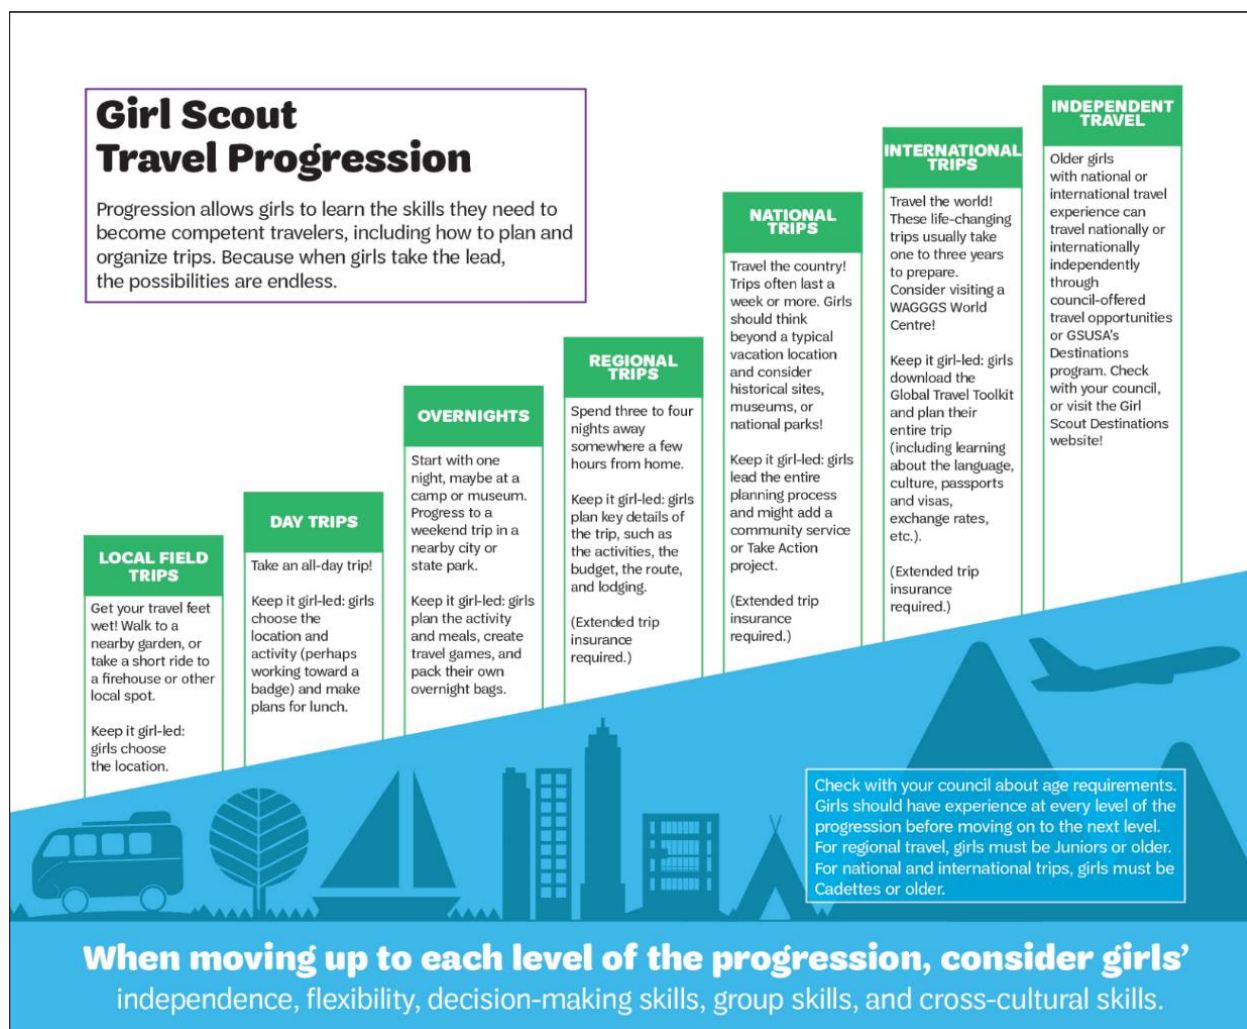 Girl Scout
Travel Progression
Progression allows girls to learn the skills they need to
become competent travelers, including how to plan and
organize trips. Because when girls take the lead,
the possibilities are endless.
LOCAL FIELD
TRIPS
Get your travel feet
wet! Walk to a
nearby garden, or
take a short ride to
a firehouse or other
local spot.
Keep it girl-led:
girls choose
the location.
DAY TRIPS
Take an all-day trip!
Keep it girl-led: girls
choose the
location and
activity (perhaps
working toward a
badge) and make
plans for lunch.
OVERNIGHTS
Start with one
night, maybe at a
camp or museum.
Progress to a
weekend trip in a
nearby city or
state park.
Keep it girl-led: girls
plan the activity
and meals, create
travel games, and
pack their own
overnight bags.
REGIONAL
TRIPS
Spend three to four
nights away
somewhere a few
hours from home.
Keep it girl-led: girls
plan key details of
the trip, such as
the activities, the
budget, the route,
and lodging.
(Extended trip
insurance
required.)
NATIONAL
TRIPS
Travel the country!
Trips often last a
week or more. Girls
should think
beyond a typical
vacation location
and consider
historical sites,
museums, or
national parks!
Keep it girl-led: girls
lead the entire
planning process
and might add a
community service
or Take Action
project.
(Extended trip
insurance
required.)
INTERNATIONAL
TRIPS
Travel the world!
These life-changing
trips usually take
one to three years
to prepare.
Consider visiting a
WAGGGS World
Centre!
Keep it girl-led: girls
download the
Global Travel Toolkit
and plan their
entire trip
(including learning
about the language,
culture, passports
and visas,
exchange rates,
etc.).
(Extended trip
insurance
required.)
INDEPENDENT
TRAVEL
Older girls
with national or
international travel
experience can
travel nationally or
internationally
independently
through
council-offered
travel opportunities
or GSUSA's
Destinations
program. Check
with your council,
or visit the Girl
Scout Destinations
website!
Check with your council about age requirements.
Girls should have experience at every level of the
progression before moving on to the next level.
For regional travel, girls must be Juniors or older.
For national and international trips, girls must be
Cadettes or older.
When moving up to each level of the progression, consider girls'
independence, flexibility, decision-making skills, group skills, and cross-cultural skills.